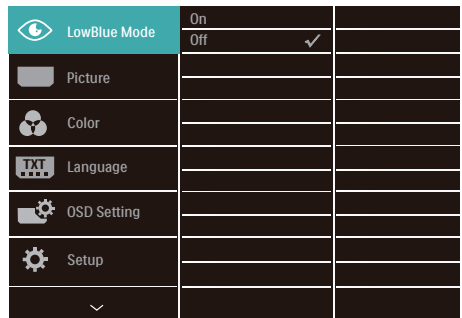 LowBlue Mode
On
Off
Picture
Color
TXT
Language
OSD Setting
Setup